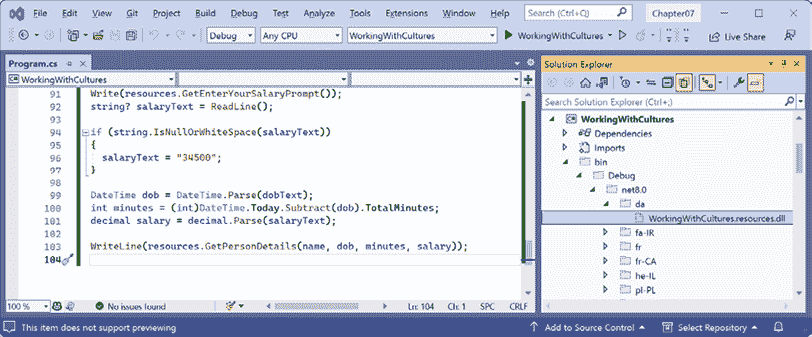 File Edit View Git Project Build Debug Test Analyze Tools Extensions Window Help Search (Ctrl+Q) Chapter07
Debug Any CPU WorkingWithCultures WorkingWithCultures Live Share
Program.cs
WorkingWithCultures
91 Write(resources.GetEnterYourSalaryPrompt());
92 string? salaryText = ReadLine();
93
94 if (string.IsNullOrWhiteSpace(salaryText))
95 {
96 salaryText = "34500";
97 }
98
99 DateTime dob = DateTime.Parse(dobText);
100 int minutes = (int)DateTime.Today.Subtract(dob).TotalMinutes;
101 decimal salary = decimal.Parse(salaryText);
102
103 WriteLine(resources.GetPersonDetails(name, dob, minutes, salary));
104
100 % No issues found Ln: 104 Ch: 1 SPC CRLF
Solution Explorer
Search Solution Explorer (Ctrl+;)
WorkingWithCultures
Dependencies
Imports
bin
Debug
net8.0
da
WorkingWithCultures.resources.dll
fa-IR
fr
fr-CA
he-IL
pl-PL
This item does not support previewing Add to Source Control Select Repository